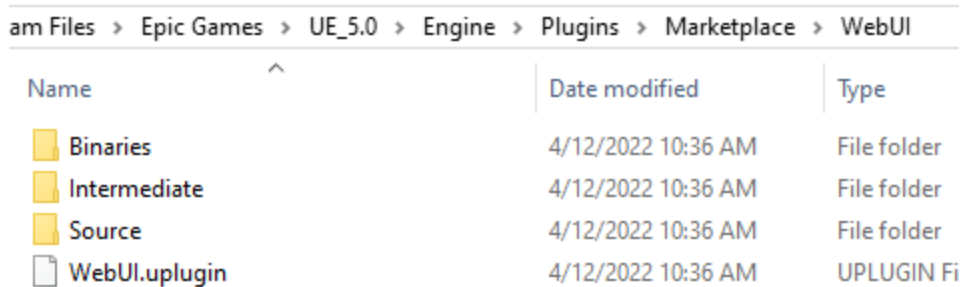 am Files > Epic Games > UE_5.0 > Engine > Plugins > Marketplace > WebUI
Name Date modified Type
Binaries 4/12/2022 10:36 AM File folder
Intermediate 4/12/2022 10:36 AM File folder
Source 4/12/2022 10:36 AM File folder
WebUI.uplugin 4/12/2022 10:36 AM UPLUGIN Fi